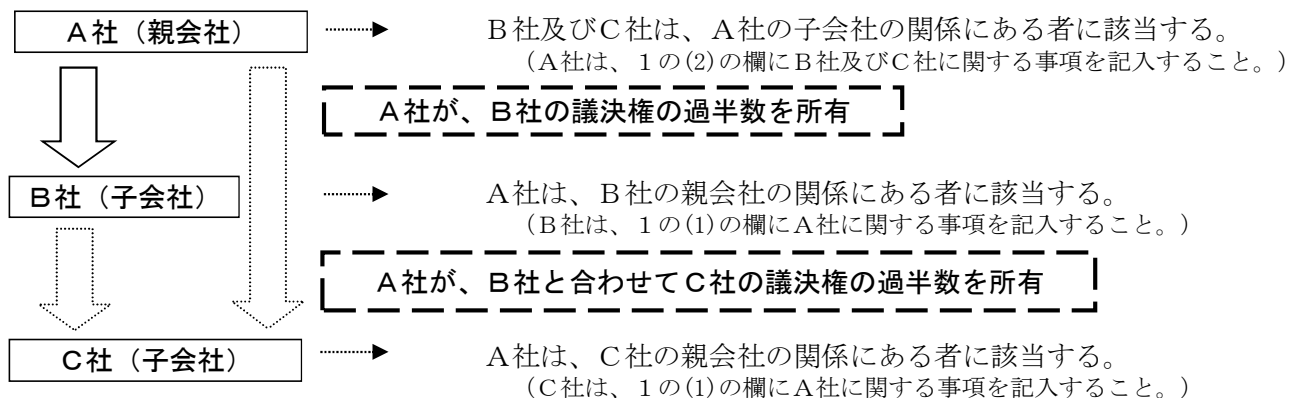 A社（親会社）
B社及びC社は、A社の子会社の関係にある者に該当する。
（A社は、１の(2)の欄にB社及びC社に関する事項を記入すること。）
A社が、B社の議決権の過半数を所有
B社（子会社）
A社は、B社の親会社の関係にある者に該当する。
（B社は、１の(1)の欄にA社に関する事項を記入すること。）
A社が、B社と合わせてC社の議決権の過半数を所有
C社（子会社）
A社は、C社の親会社の関係にある者に該当する。
（C社は、１の(1)の欄にA社に関する事項を記入すること。）